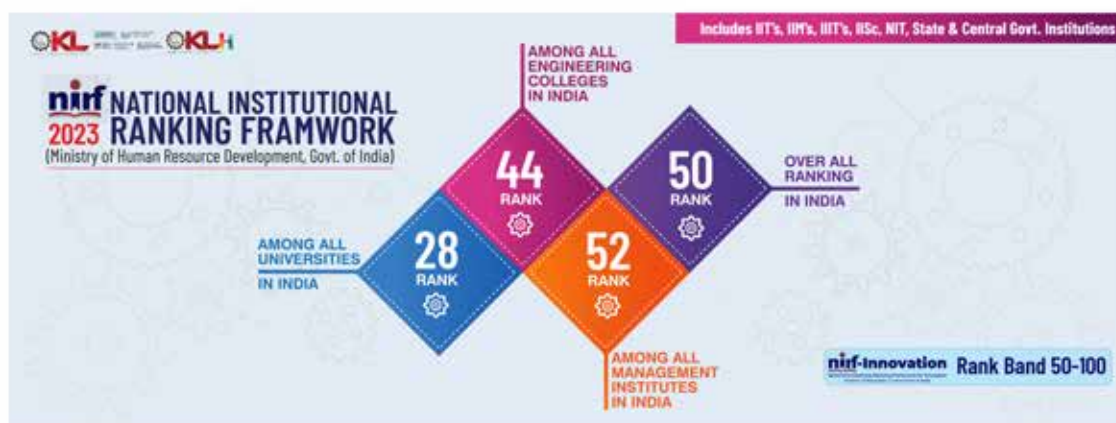 KL
KLH
Includes IIT's, IIM's, IIIT's, IISc, NIT, State & Central Govt. Institutions
nirf NATIONAL INSTITUTIONAL
2023 RANKING FRAMWORK
(Ministry of Human Resource Development, Govt. of India)
AMONG ALL
ENGINEERING
COLLEGES
IN INDIA
44
RANK
50
RANK
OVER ALL
RANKING
IN INDIA
AMONG ALL
UNIVERSITIES
IN INDIA
28
RANK
52
RANK
AMONG ALL
MANAGEMENT
INSTITUTES
IN INDIA
nirf-Innovation Rank Band 50-100